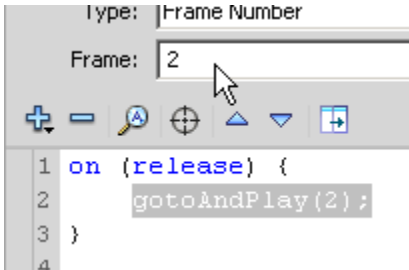 Type: Frame Number
Frame: 2
1 on (release) {
2 gotoAndPlay(2);
3 }
4